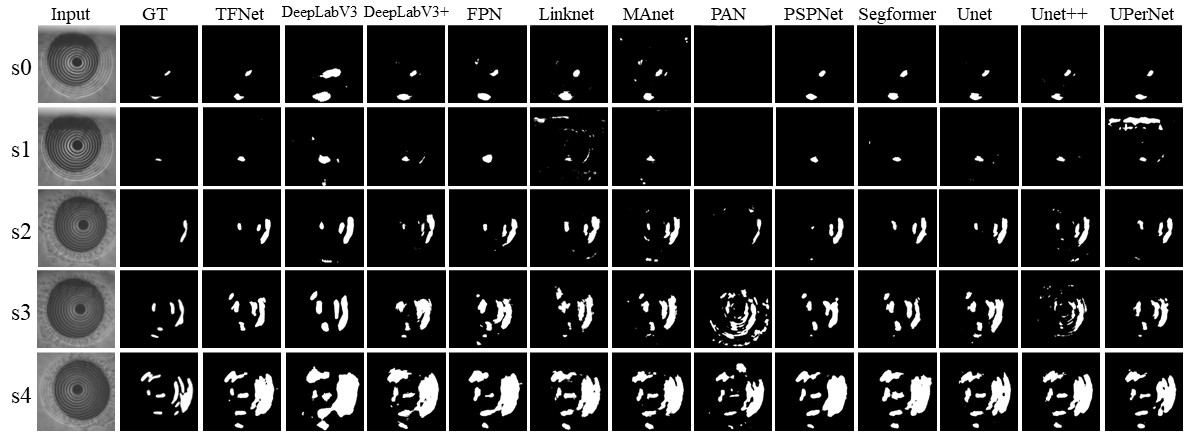 Input GT TFNet DeepLabV3 DeepLabV3+ FPN Linknet MAnet PAN PSPNet Segformer Unet Unet++ UPerNet
s0
s1
s2
s3
s4